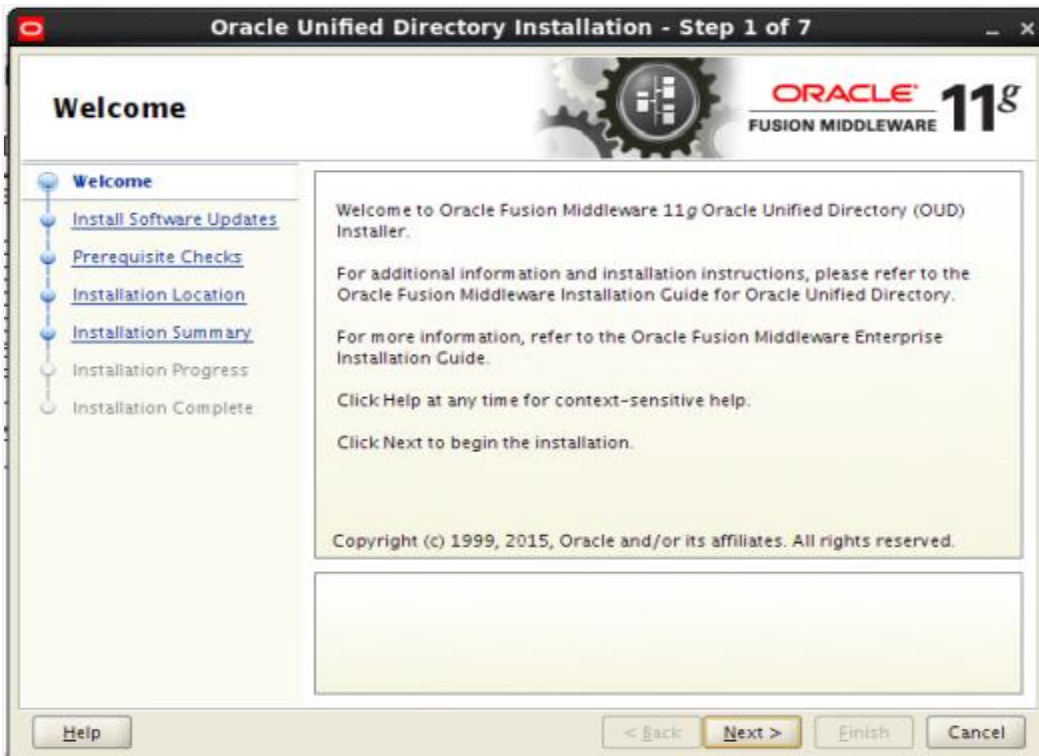 Oracle Unified Directory Installation - Step 1 of 7
Welcome
ORACLE
FUSION MIDDLEWARE
11g
Welcome
Install Software Updates
Prerequisite Checks
Installation Location
Installation Summary
Installation Progress
Installation Complete
Welcome to Oracle Fusion Middleware 11g Oracle Unified Directory (OUD)
Installer.
For additional information and installation instructions, please refer to the
Oracle Fusion Middleware Installation Guide for Oracle Unified Directory.
For more information, refer to the Oracle Fusion Middleware Enterprise
Installation Guide.
Click Help at any time for context-sensitive help.
Click Next to begin the installation.
Copyright (c) 1999, 2015, Oracle and/or its affiliates. All rights reserved.
Help
< Back
Next >
Finish
Cancel